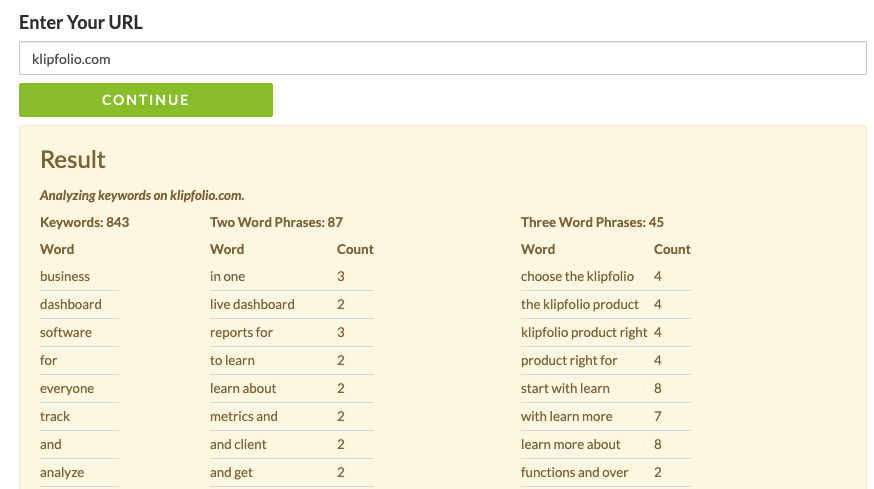 Enter Your URL
klipfolio.com
CONTINUE
Result
Analyzing keywords on klipfolio.com.
Keywords: 843 Two Word Phrases: 87 Three Word Phrases: 45
Word Word Count Word Count
business in one 3 choose the klipfolio 4
dashboard live dashboard 2 the klipfolio product 4
software reports for 3 klipfolio product right 4
for to learn 2 product right for 4
everyone learn about 2 start with learn 8
track metrics and 2 with learn more 7
and and client 2 learn more about 8
analyze and get 2 functions and over 2